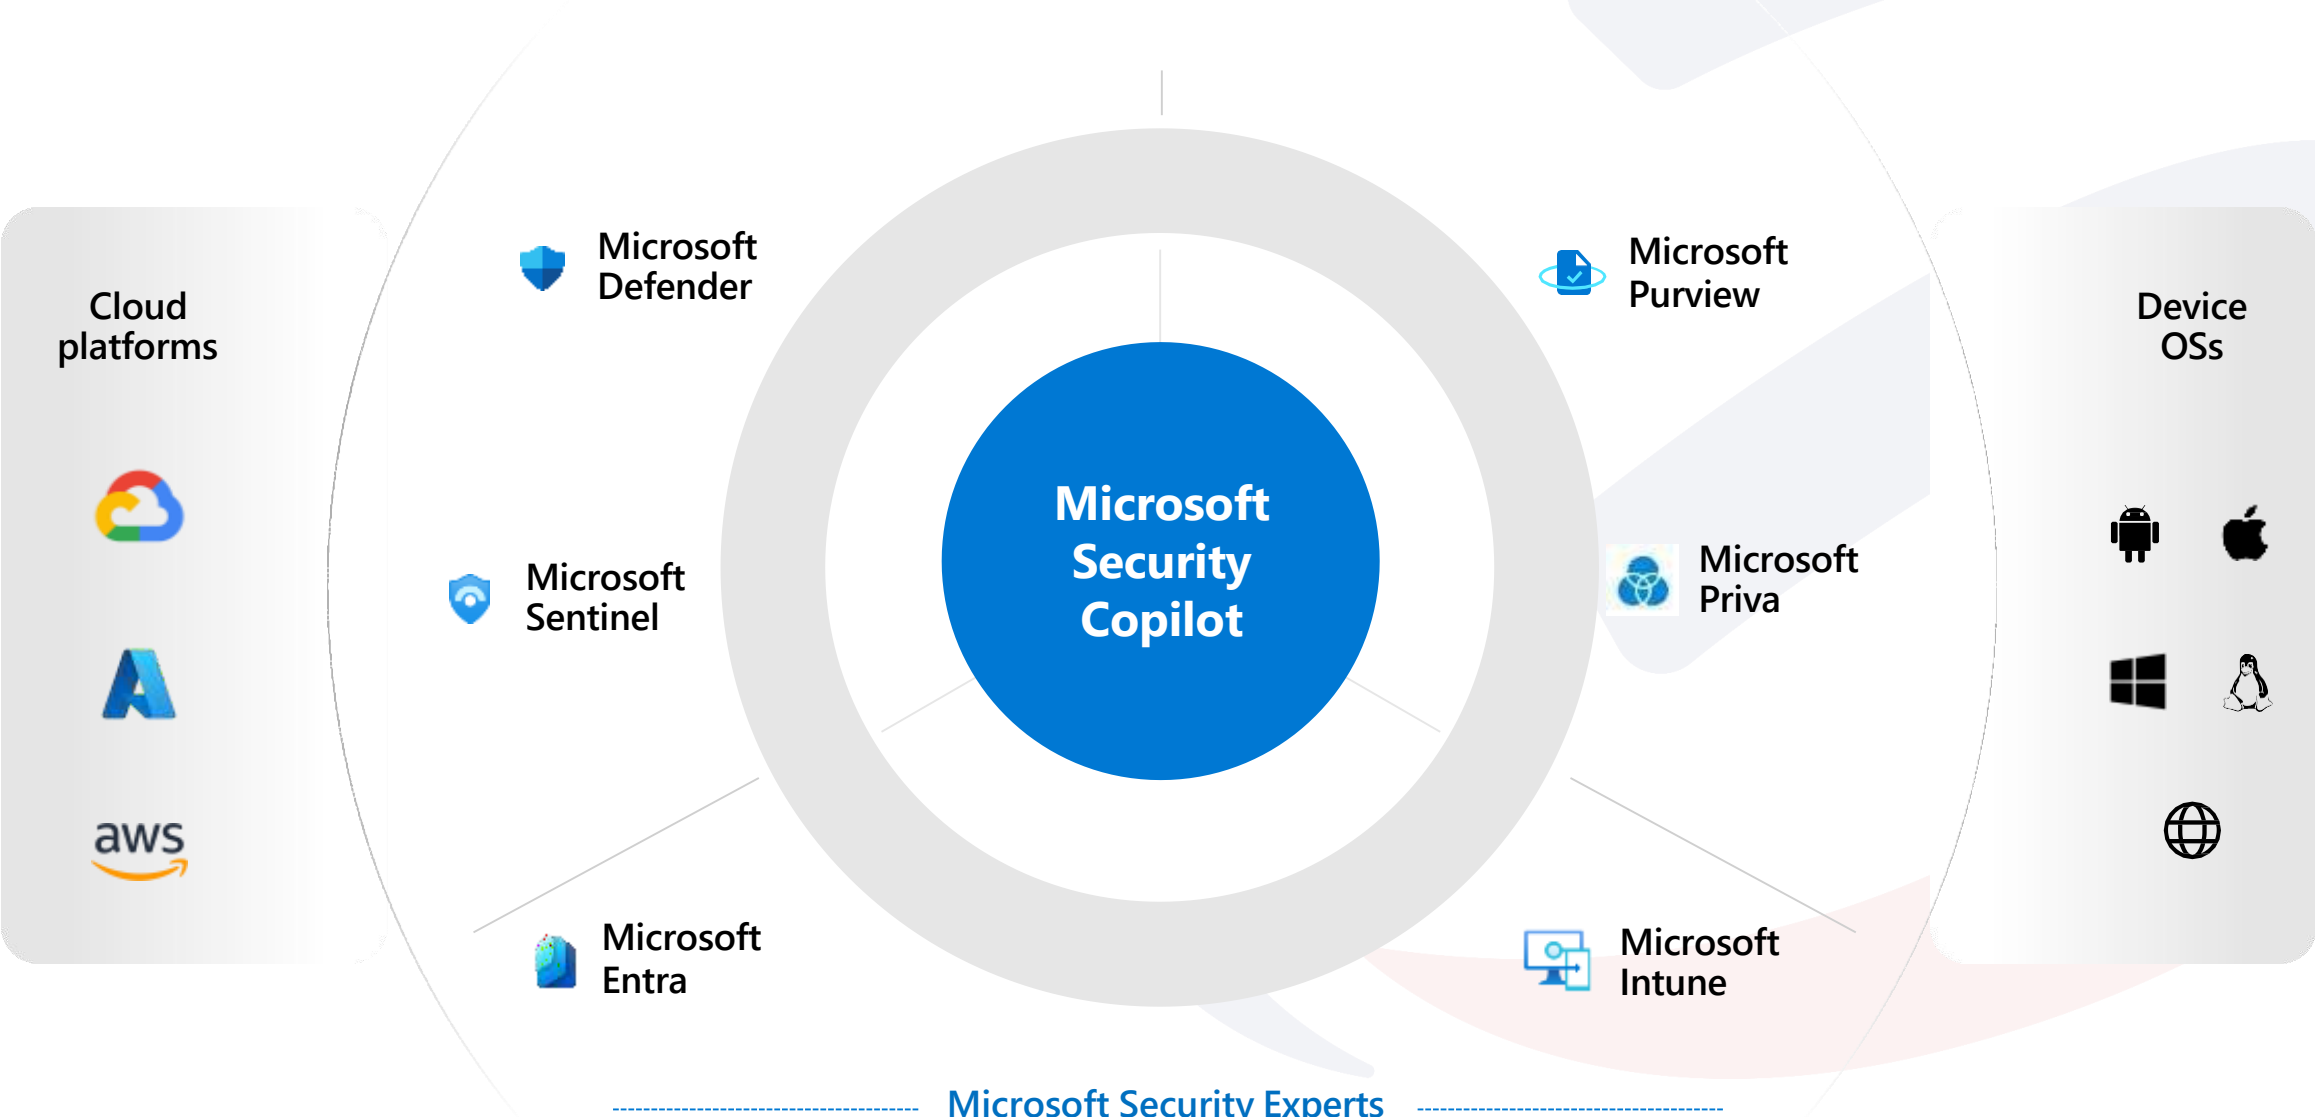 Cloud
platforms
aws
Microsoft
Defender
Microsoft
Sentinel
Microsoft
Entra
Microsoft
Security
Copilot
Microsoft
Purview
Microsoft
Priva
Microsoft
Intune
Device
OSs
Microsoft Security Experts